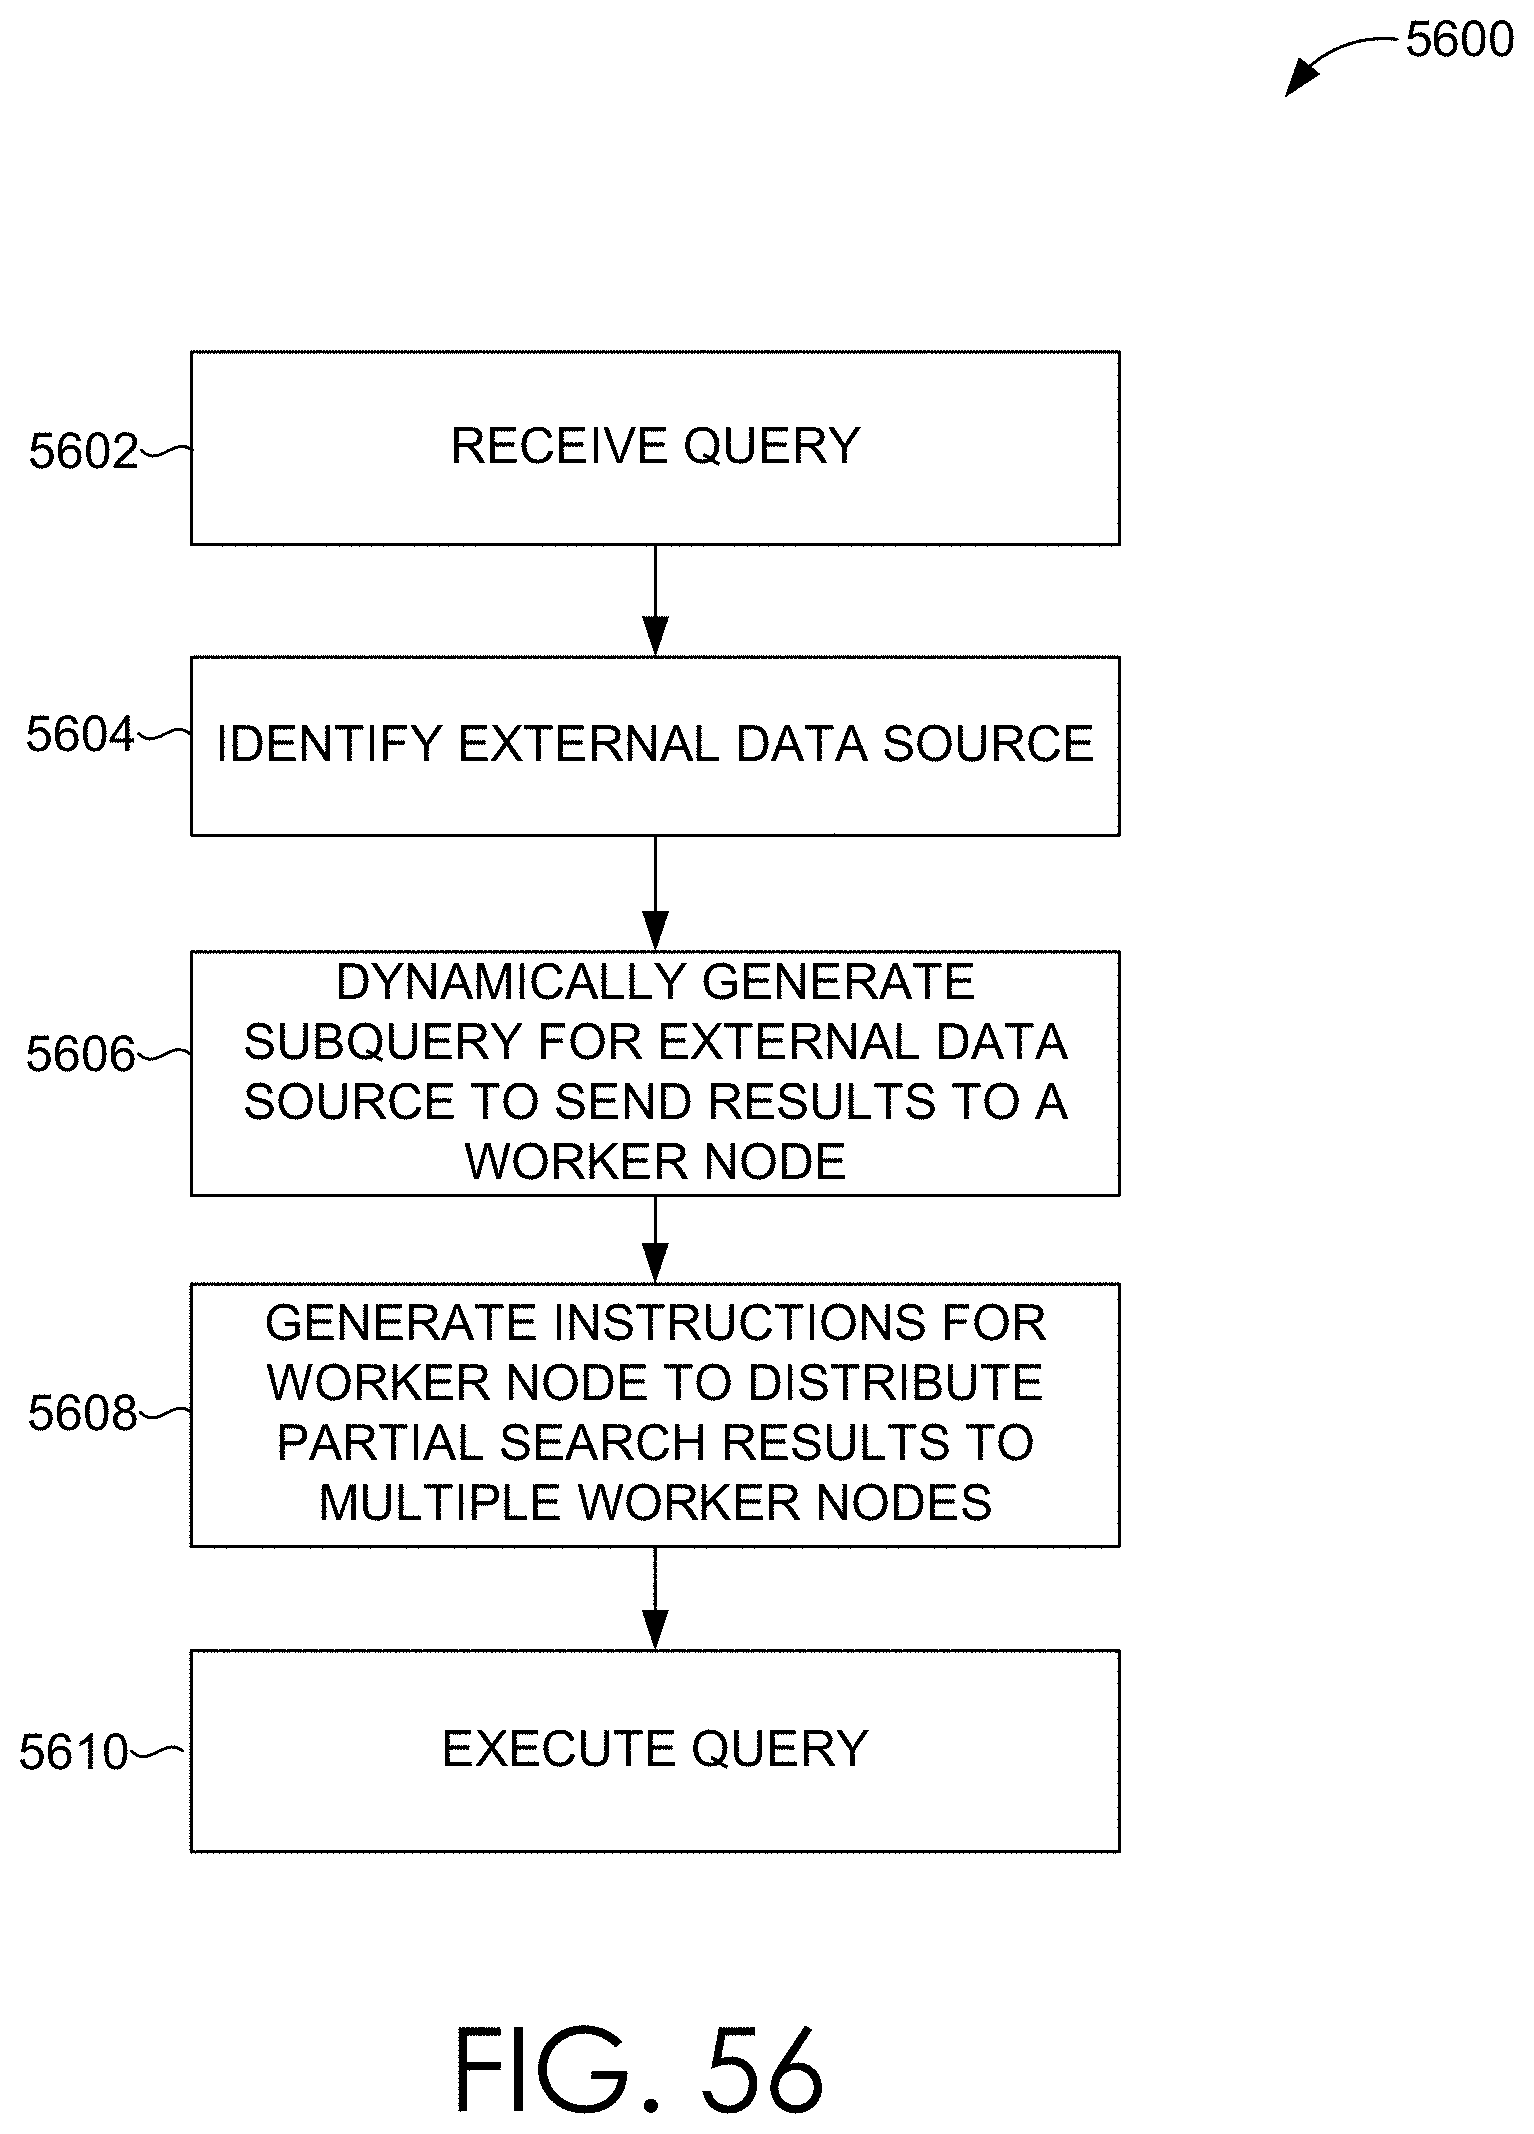 5600
5602
RECEIVE QUERY
5604
IDENTIFY EXTERNAL DATA SOURCE
5606
DYNAMICALLY GENERATE
SUBQUERY FOR EXTERNAL DATA
SOURCE TO SEND RESULTS TO A
WORKER NODE
5608
GENERATE INSTRUCTIONS FOR
WORKER NODE TO DISTRIBUTE
PARTIAL SEARCH RESULTS TO
MULTIPLE WORKER NODES
5610
EXECUTE QUERY
FIG. 56